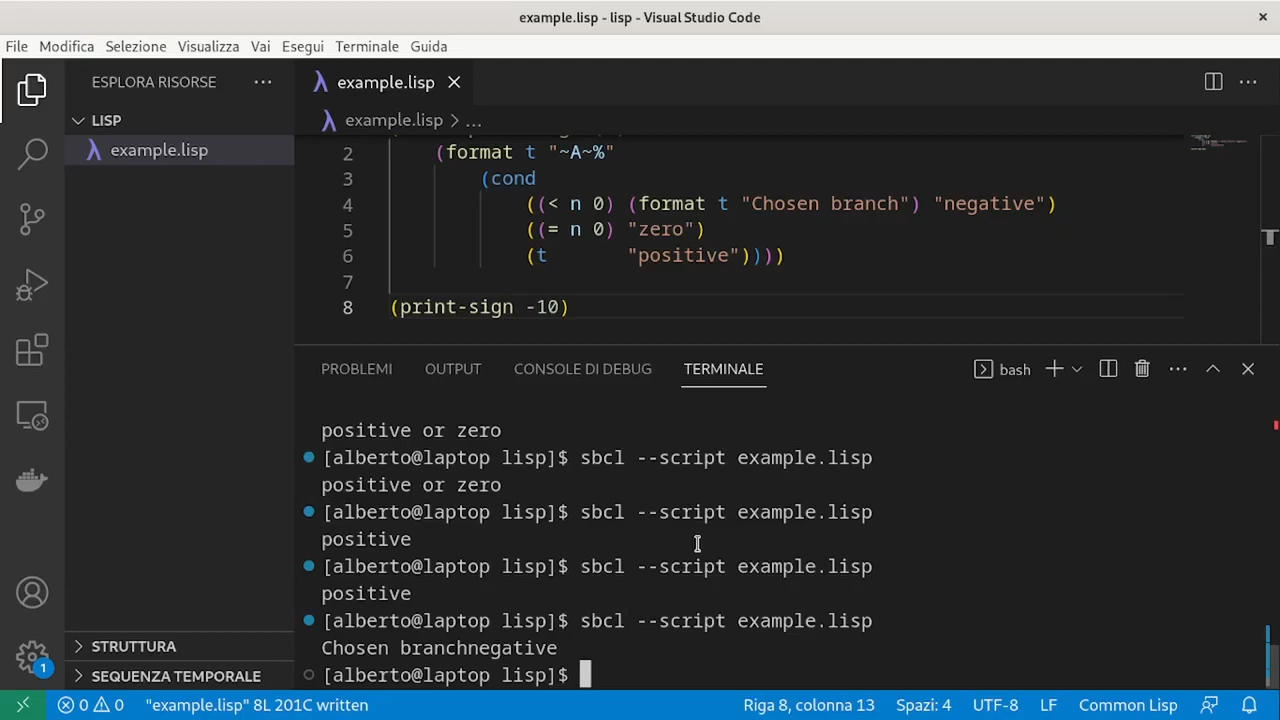 example.lisp - lisp - Visual Studio Code
File Modifica Selezione Visualizza Vai Esegui Terminale Guida
ESPLORA RISORSE
LISP
example.lisp
STRUTTURA
SEQUENZA TEMPORALE
1
example.lisp
example.lisp > ...
2 (format t "~A~%"
3 (cond
4 ((< n 0) (format t "Chosen branch") "negative")
5 ((= n 0) "zero")
6 (t "positive"))))
7
8 (print-sign -10)
PROBLEMI OUTPUT CONSOLE DI DEBUG TERMINALE bash
positive or zero
[alberto@laptop lisp]$ sbcl --script example.lisp
positive or zero
[alberto@laptop lisp]$ sbcl --script example.lisp
positive
[alberto@laptop lisp]$ sbcl --script example.lisp
positive
[alberto@laptop lisp]$ sbcl --script example.lisp
Chosen branchnegative
[alberto@laptop lisp]$
0 0 "example.lisp" 8L 201C written Riga 8, colonna 13 Spazi: 4 UTF-8 LF Common Lisp